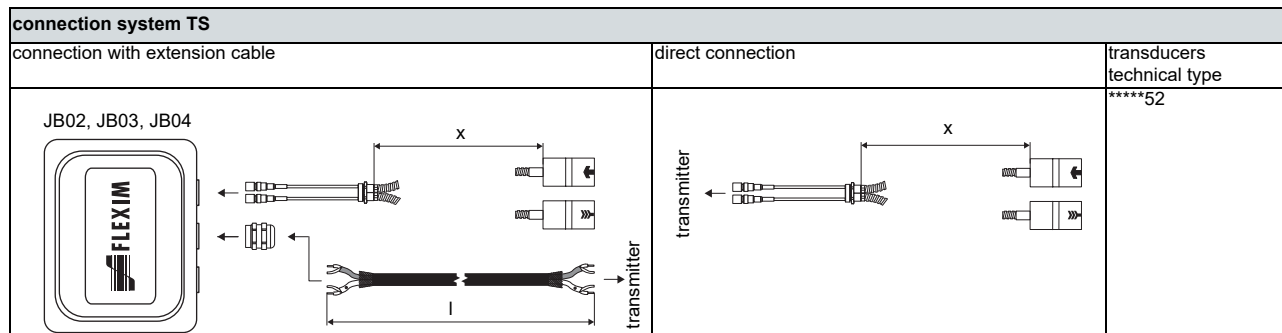 connection system TS
connection with extension cable
direct connection
transducers
technical type
*****52
JB02, JB03, JB04
x
FLEXIM
transmitter
l
x
transmitter